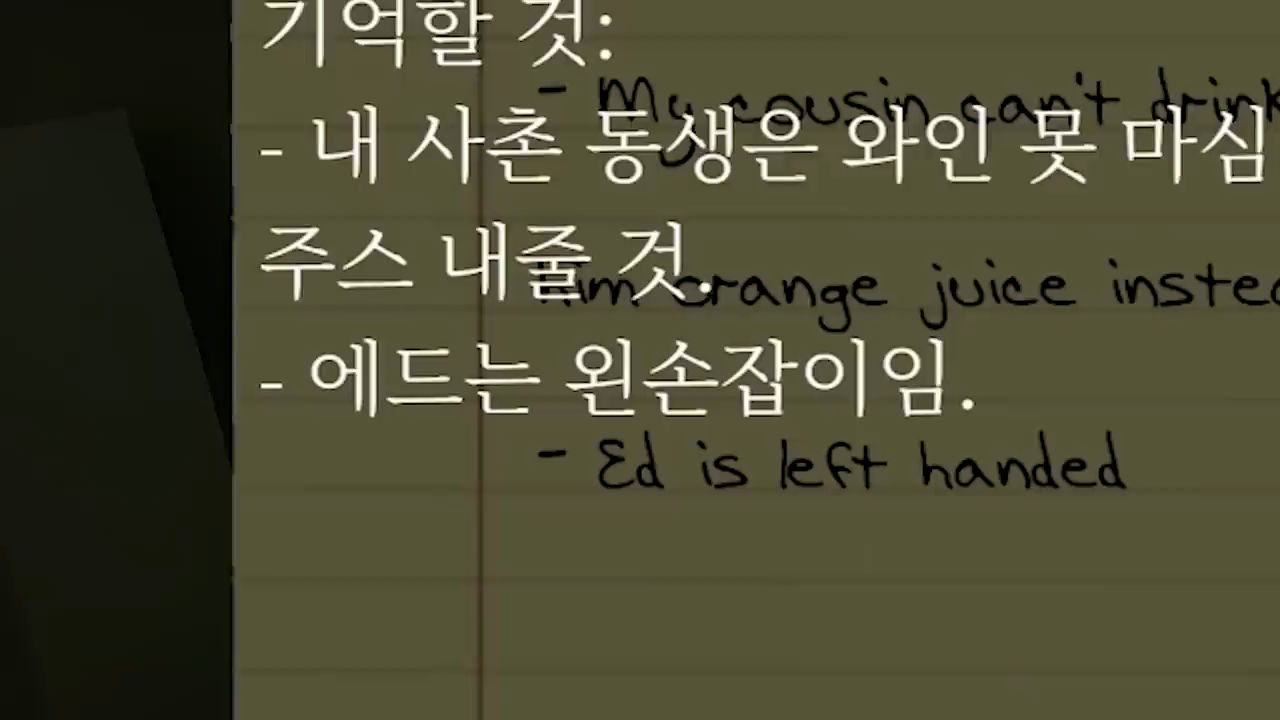 기억할 것:
- My cousin can't drink
- 내 사촌 동생은 와인 못 마심
주스 내줄 것.
him orange juice
- 에드는 왼손잡이임.
- Ed is left handed